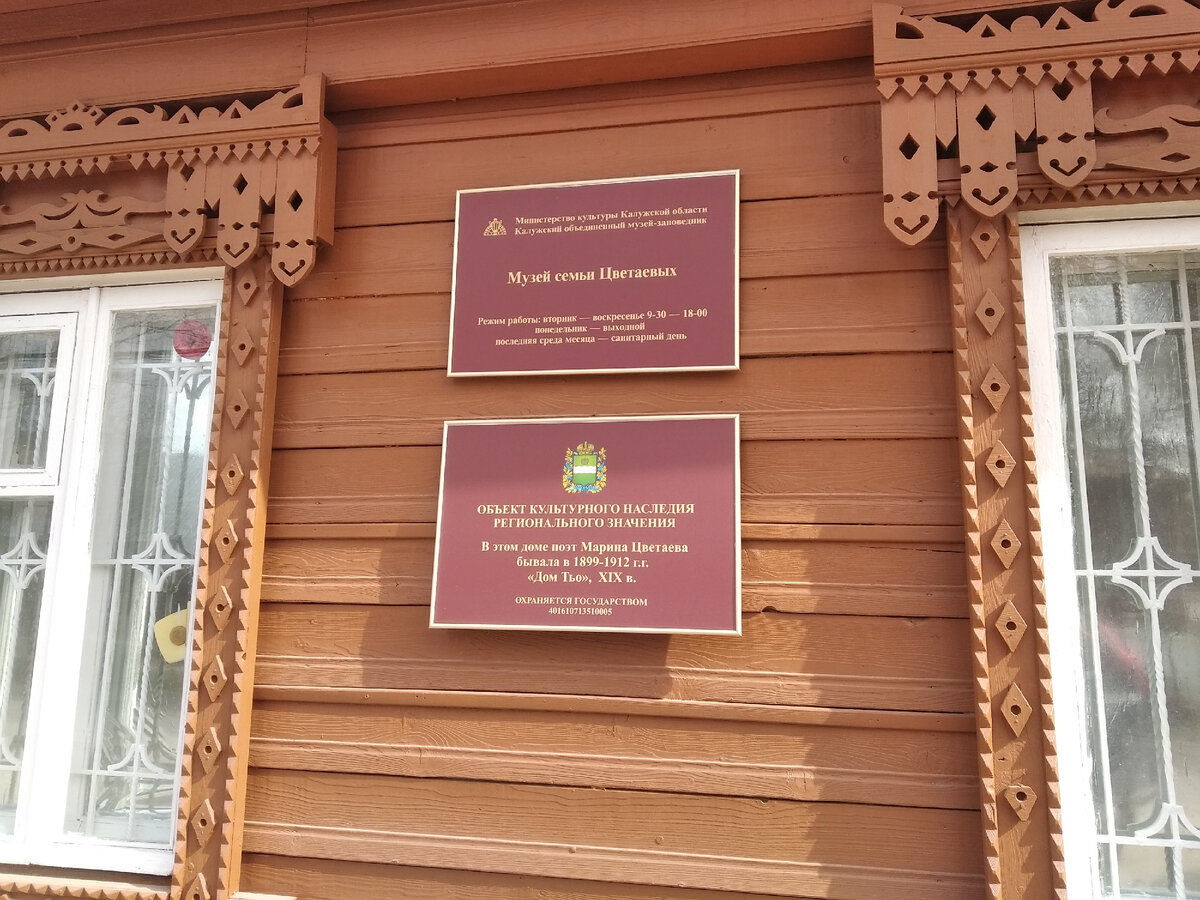 Министерство культуры Калужской области
Калужский объединенный музей-заповедник
Музей семьи Цветаевых
Режим работы: вторник — воскресенье 9-30 — 18-00
понедельник — выходной
последняя среда месяца — санитарный день
ОБЪЕКТ КУЛЬТУРНОГО НАСЛЕДИЯ
РЕГИОНАЛЬНОГО ЗНАЧЕНИЯ
В этом доме поэт Марина Цветаева
бывала в 1899-1912 г.г.
«Дом Тьо», XIX в.
ОХРАНЯЕТСЯ ГОСУДАРСТВОМ
401610713510005